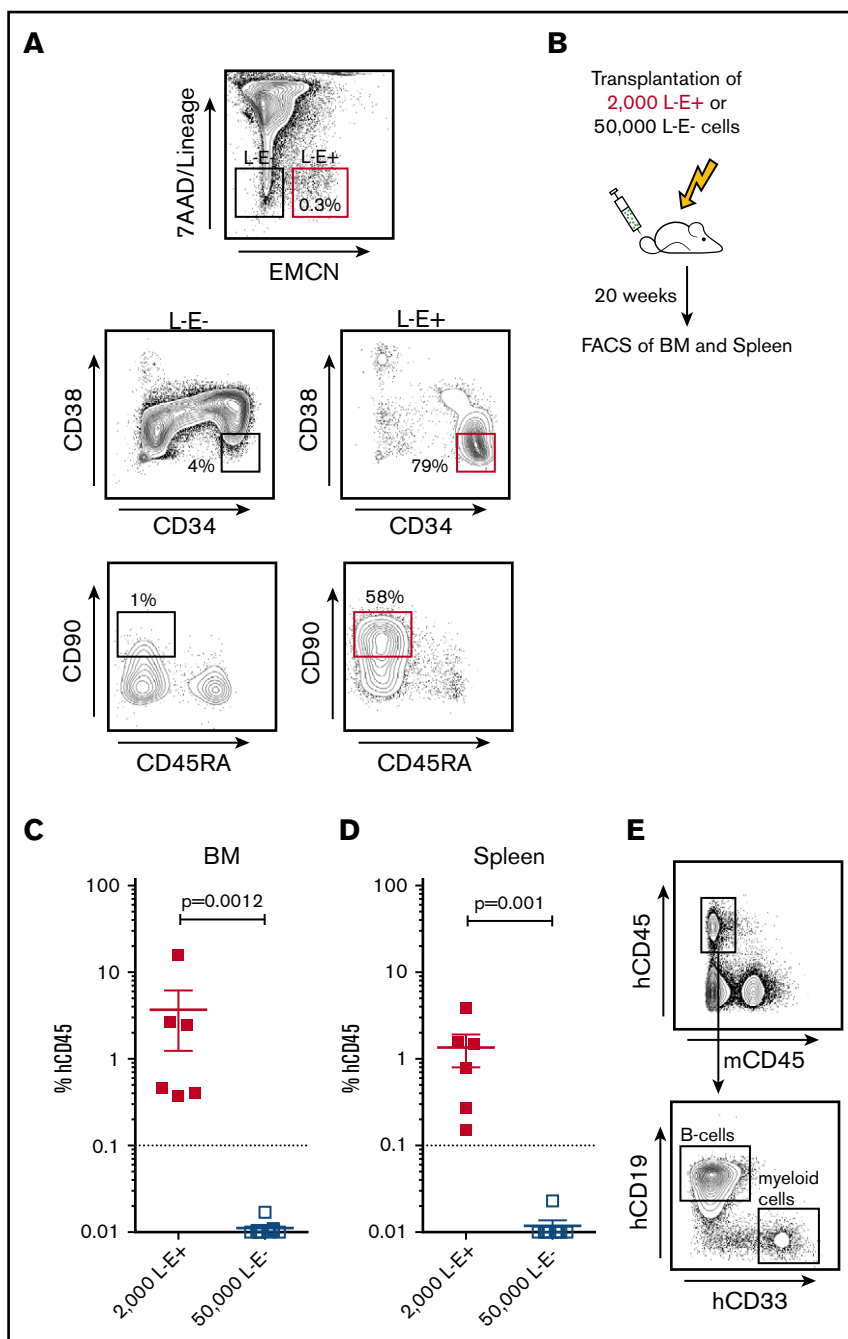 A
7AAD/Lineage
L-E-
L-E+
0.3%
EMCN
L-E-
L-E+
CD38
4%
CD34
CD38
79%
CD34
CD90
1%
CD45RA
CD90
58%
CD45RA
B
Transplantation of
2,000 L-E+ or
50,000 L-E- cells
20 weeks
FACS of BM and Spleen
C
BM
% hCD45
100
10
1
0.1
0.01
p=0.0012
2,000 L-E+
50,000 L-E-
D
Spleen
% hCD45
100
10
1
0.1
0.01
p=0.001
2,000 L-E+
50,000 L-E-
E
hCD45
mCD45
hCD19
B-cells
myeloid
cells
hCD33